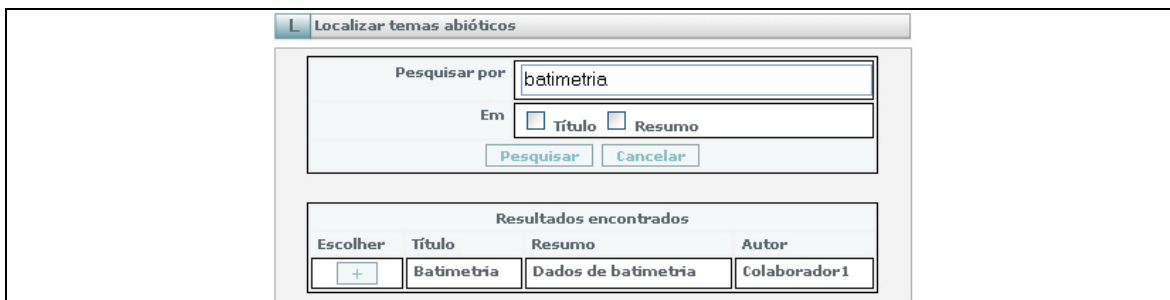 L Localizar temas abióticos
Pesquisar por batimetria
Em Título Resumo
Pesquisar Cancelar
Resultados encontrados
Escolher Título Resumo Autor
+ Batimetria Dados de batimetria Colaborador1